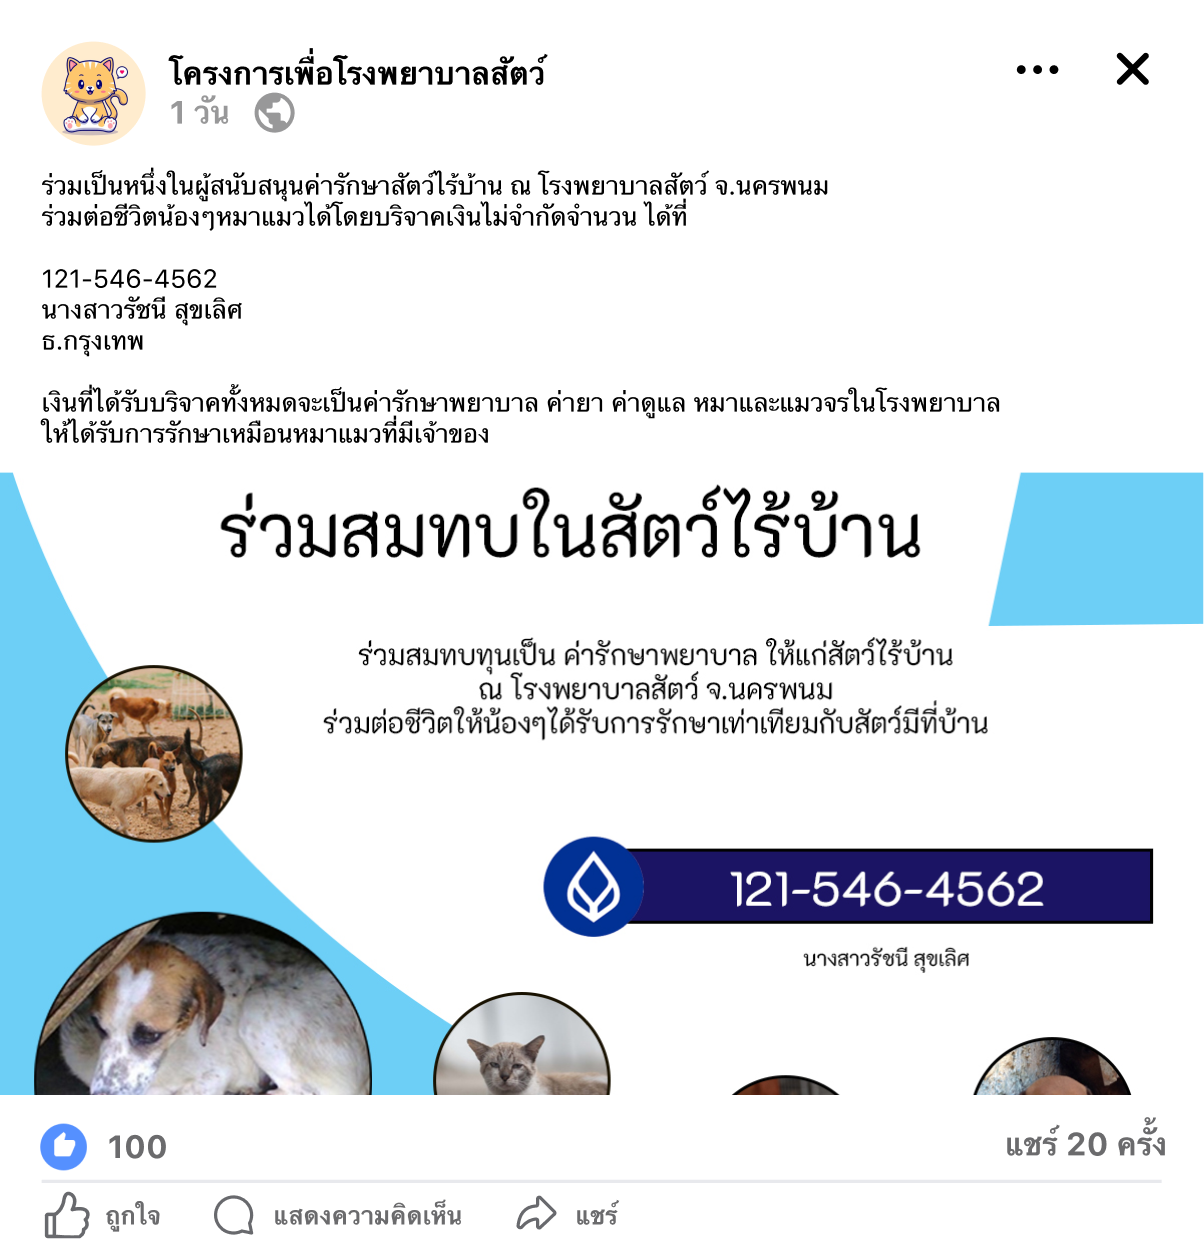 โครงการเพื่อโรงพยาบาลสัตว์
1 วัน
ร่วมเป็นหนึ่งในผู้สนับสนุนค่ารักษาสัตว์ไร้บ้าน ณ โรงพยาบาลสัตว์ จ.นครพนม
ร่วมต่อชีวิตน้องๆหมาแมวได้โดยบริจาคเงินไม่จำกัดจำนวน ได้ที่
121-546-4562
นางสาวรัชนี สุขเลิศ
ธ.กรุงเทพ
เงินที่ได้รับบริจาคทั้งหมดจะเป็นค่ารักษาพยาบาล ค่ายา ค่าดูแล หมาและแมวจรในโรงพยาบาล
ให้ได้รับการรักษาเหมือนหมาแมวที่มีเจ้าของ
ร่วมสมทบในสัตว์ไร้บ้าน
ร่วมสมทบทุนเป็น ค่ารักษาพยาบาล ให้แก่สัตว์ไร้บ้าน
ณ โรงพยาบาลสัตว์ จ.นครพนม
ร่วมต่อชีวิตให้น้องๆได้รับการรักษาเท่าเทียมกับสัตว์มีที่บ้าน
121-546-4562
นางสาวรัชนี สุขเลิศ
100
แชร์ 20 ครั้ง
ถูกใจ
แสดงความคิดเห็น
แชร์